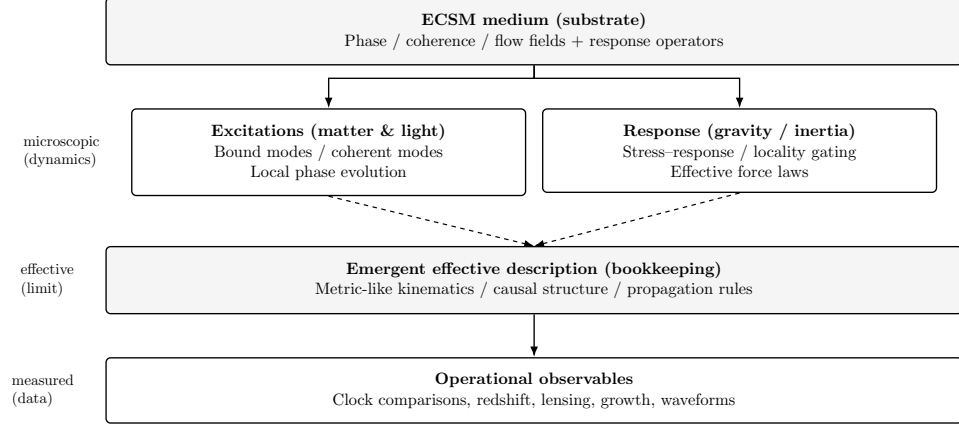 ECSM medium (substrate)
Phase / coherence / flow fields + response operators
microscopic
(dynamics)
Excitations (matter & light)
Bound modes / coherent modes
Local phase evolution
Response (gravity / inertia)
Stress–response / locality gating
Effective force laws
effective
(limit)
Emergent effective description (bookkeeping)
Metric-like kinematics / causal structure / propagation rules
measured
(data)
Operational observables
Clock comparisons, redshift, lensing, growth, waveforms